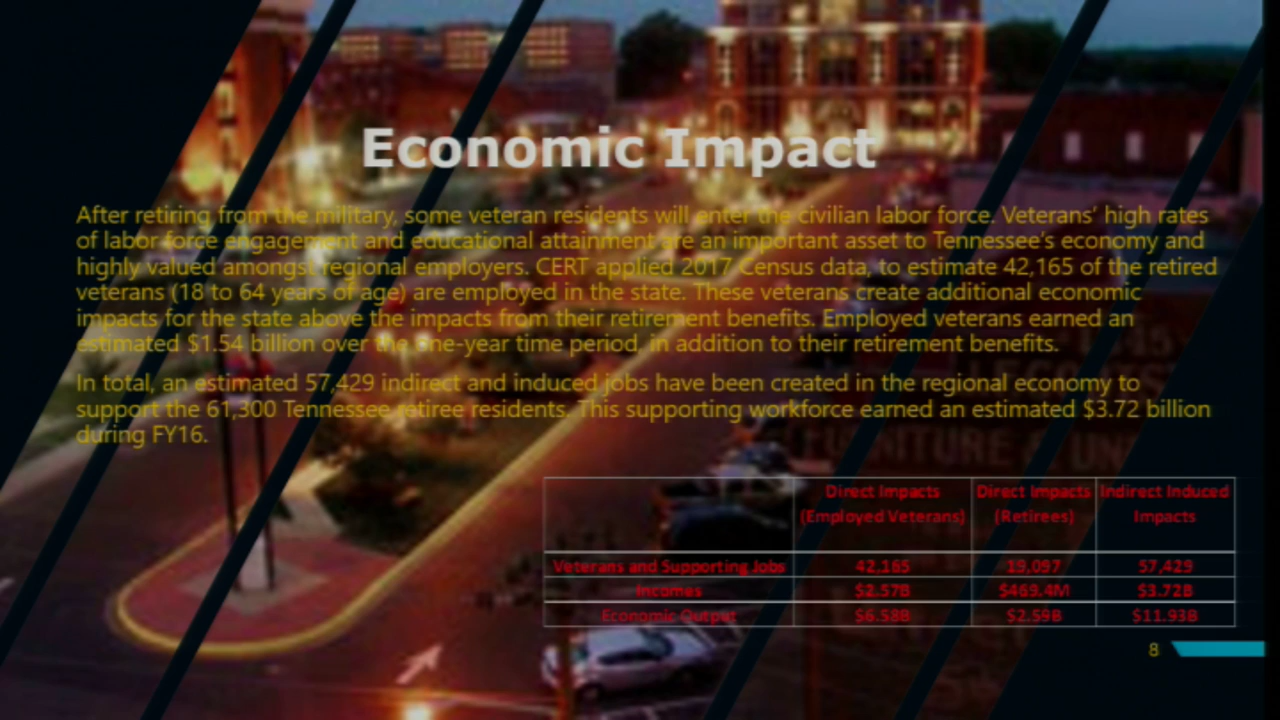 Economic Impact
After retiring from the military, some veteran residents will enter the civilian labor force. Veterans' high rates
of labor force engagement and educational attainment are an important asset to Tennessee's economy and
highly valued amongst regional employers. CERT applied 2017 Census data, to estimate 42,165 of the retired
veterans (18 to 64 years of age) are employed in the state. These veterans create additional economic
impacts for the state above the impacts from their retirement benefits. Employed veterans earned an
estimated $1.54 billion over the one-year time period, in addition to their retirement benefits.
In total, an estimated 57,429 indirect and induced jobs have been created in the regional economy to
support the 61,300 Tennessee retiree residents. This supporting workforce earned an estimated $3.72 billion
during FY16.
FURNITURE & UN
Direct Impacts Direct Impacts Indirect Induced
(Employed Veterans) (Retirees) Impacts
Veterans and Supporting Jobs 42,165 19,097 57,429
Incomes $2.57B $469.4M $3.72B
Economic Output $6.58B $2.59B $11.93B
8